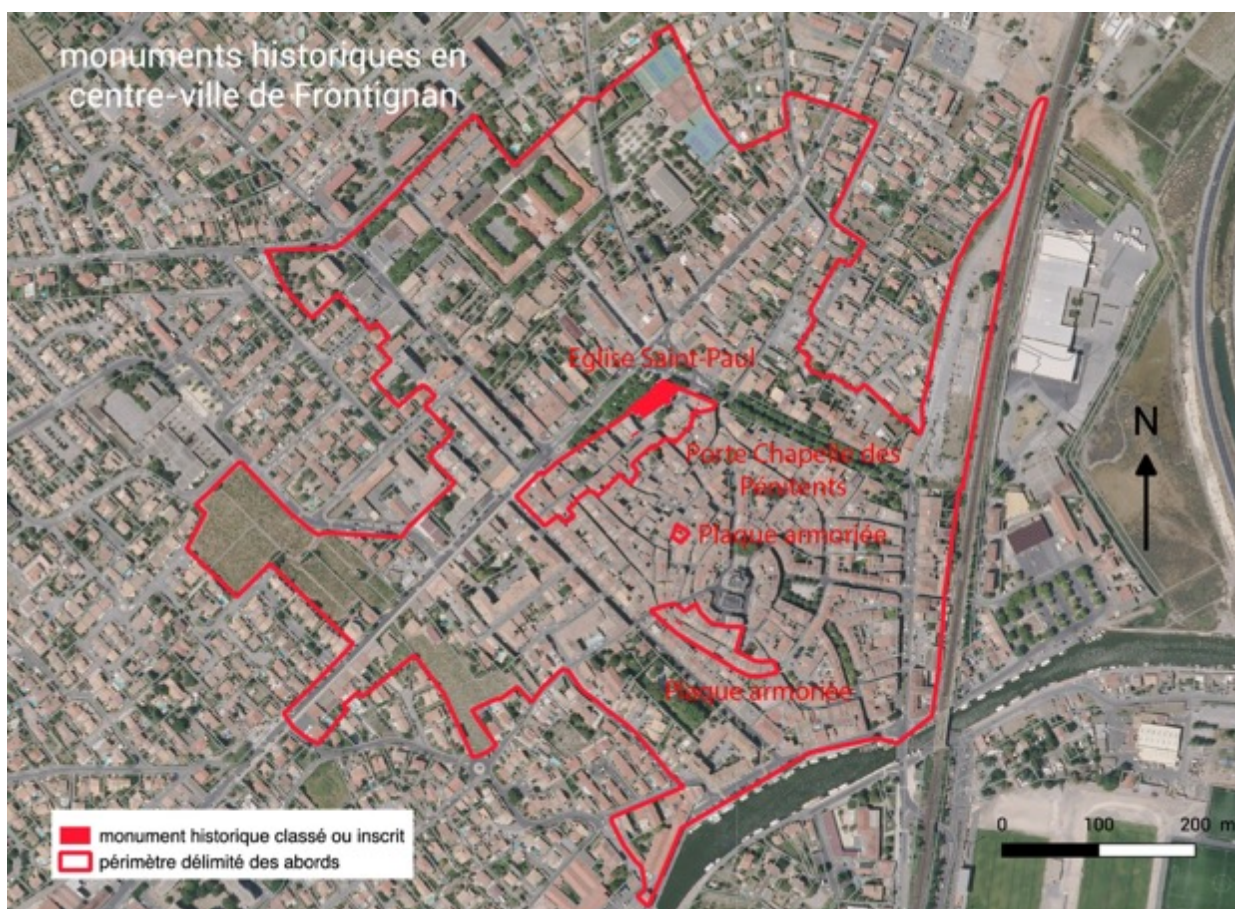 monuments historiques en
centre-ville de Frontignan
Eglise Saint-Paul
Porte Chapelle des
Pénitents
Plaque armoriée
Plaque armoriée
N
monument historique classé ou inscrit
périmètre délimité des abords
0 100 200 m